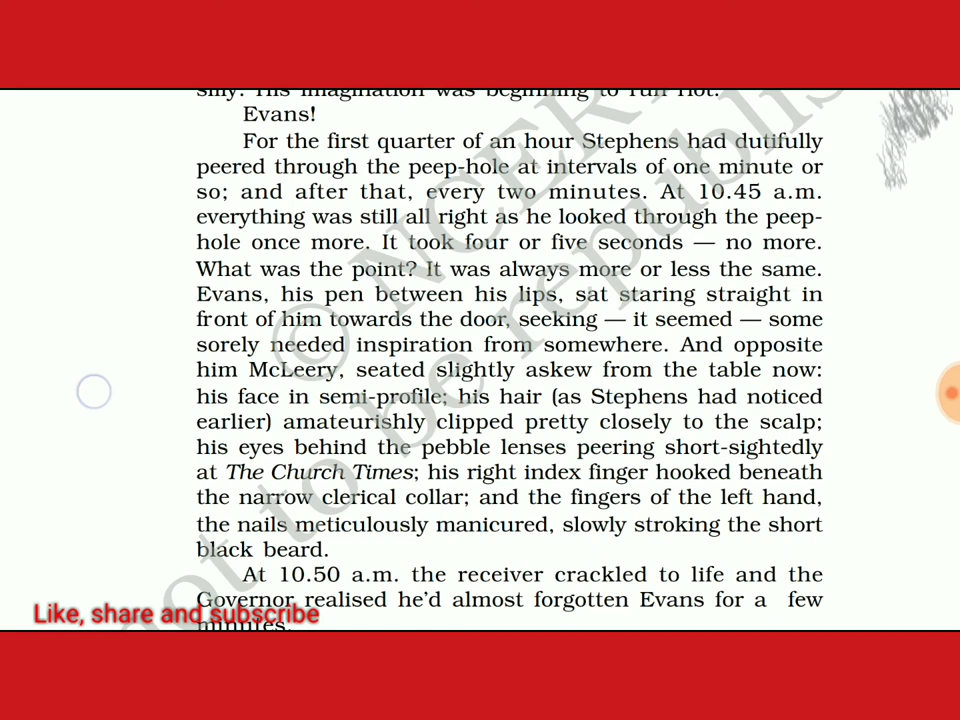 silly. His imagination was beginning to run riot.
Evans!
For the first quarter of an hour Stephens had dutifully
peered through the peep-hole at intervals of one minute or
so; and after that, every two minutes. At 10.45 a.m.
everything was still all right as he looked through the peep-
hole once more. It took four or five seconds — no more.
What was the point? It was always more or less the same.
Evans, his pen between his lips, sat staring straight in
front of him towards the door, seeking — it seemed — some
sorely needed inspiration from somewhere. And opposite
him McLeery, seated slightly askew from the table now:
his face in semi-profile; his hair (as Stephens had noticed
earlier) amateurishly clipped pretty closely to the scalp;
his eyes behind the pebble lenses peering short-sightedly
at The Church Times; his right index finger hooked beneath
the narrow clerical collar; and the fingers of the left hand,
the nails meticulously manicured, slowly stroking the short
black beard.
At 10.50 a.m. the receiver crackled to life and the
Governor realised he'd almost forgotten Evans for a few
minutes.
Like, share and subscribe
© NCERT
not to be republis